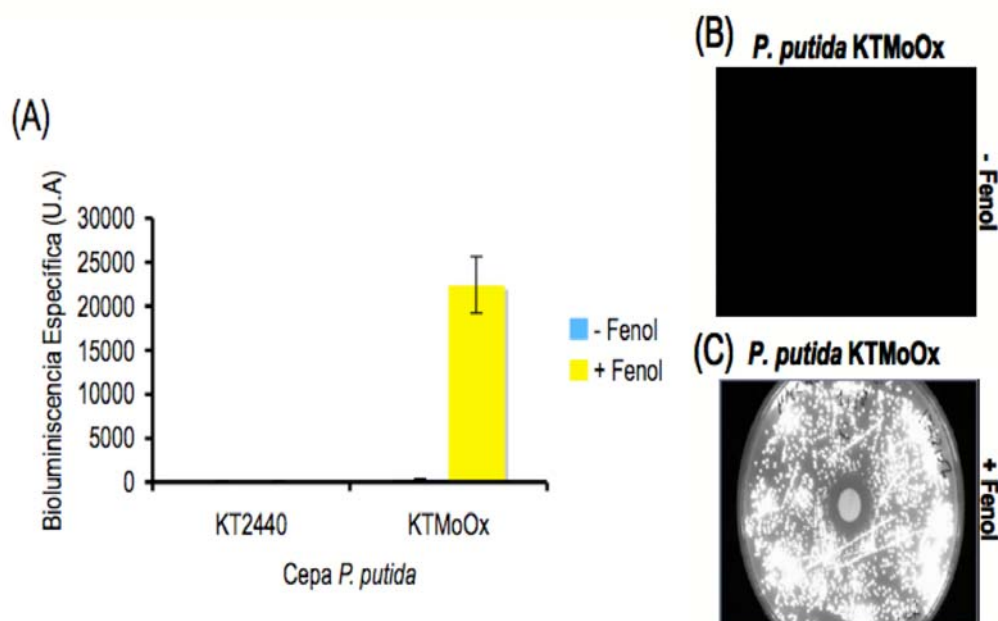 (A)
Bioluminiscencia Específica (U.A)
30000
25000
20000
15000
10000
5000
0
KT2440
KTMoOx
Cepa P. putida
- Fenol
+ Fenol
(B)
P. putida KTMoOx
- Fenol
(C)
P. putida KTMoOx
+ Fenol